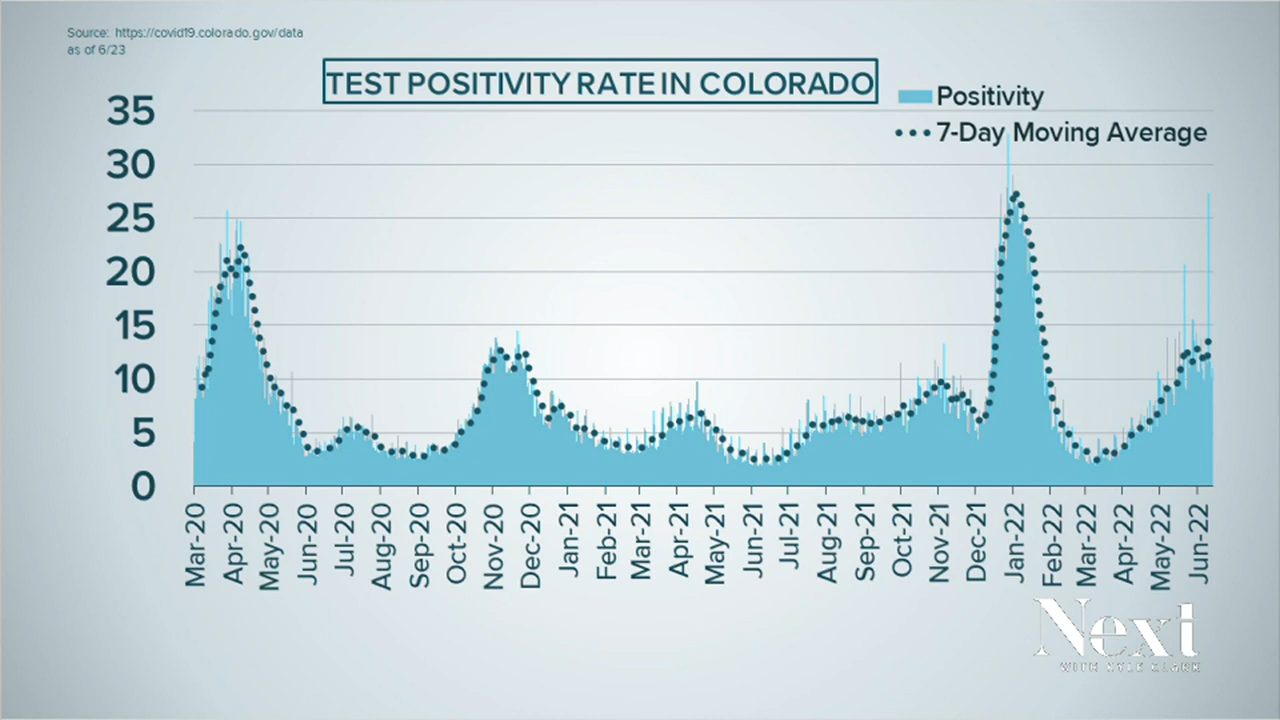 Source: https://covid19.colorado.gov/data
as of 6/23
TEST POSITIVITY RATE IN COLORADO
Positivity
7-Day Moving Average
35
30
25
20
15
10
5
0
Mar-20
Apr-20
May-20
Jun-20
Jul-20
Aug-20
Sep-20
Oct-20
Nov-20
Dec-20
Jan-21
Feb-21
Mar-21
Apr-21
May-21
Jun-21
Jul-21
Aug-21
Sep-21
Oct-21
Nov-21
Dec-21
Jan-22
Feb-22
Mar-22
Apr-22
May-22
Jun-22
Next
WITH KYLE CLARK